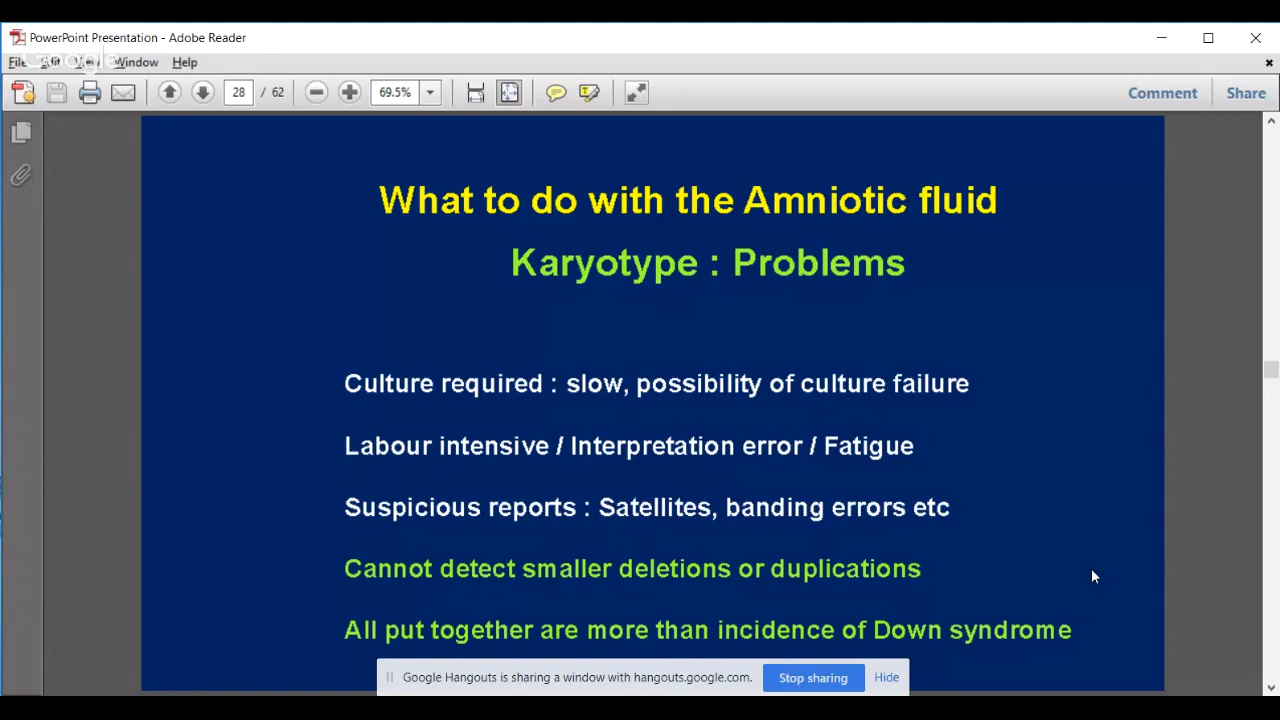 PowerPoint Presentation - Adobe Reader
Google
File Edit View Window Help
28 / 62 69.5% Comment Share
What to do with the Amniotic fluid
Karyotype : Problems
Culture required : slow, possibility of culture failure
Labour intensive / Interpretation error / Fatigue
Suspicious reports : Satellites, banding errors etc
Cannot detect smaller deletions or duplications
All put together are more than incidence of Down syndrome
Google Hangouts is sharing a window with hangouts.google.com. Stop sharing Hide